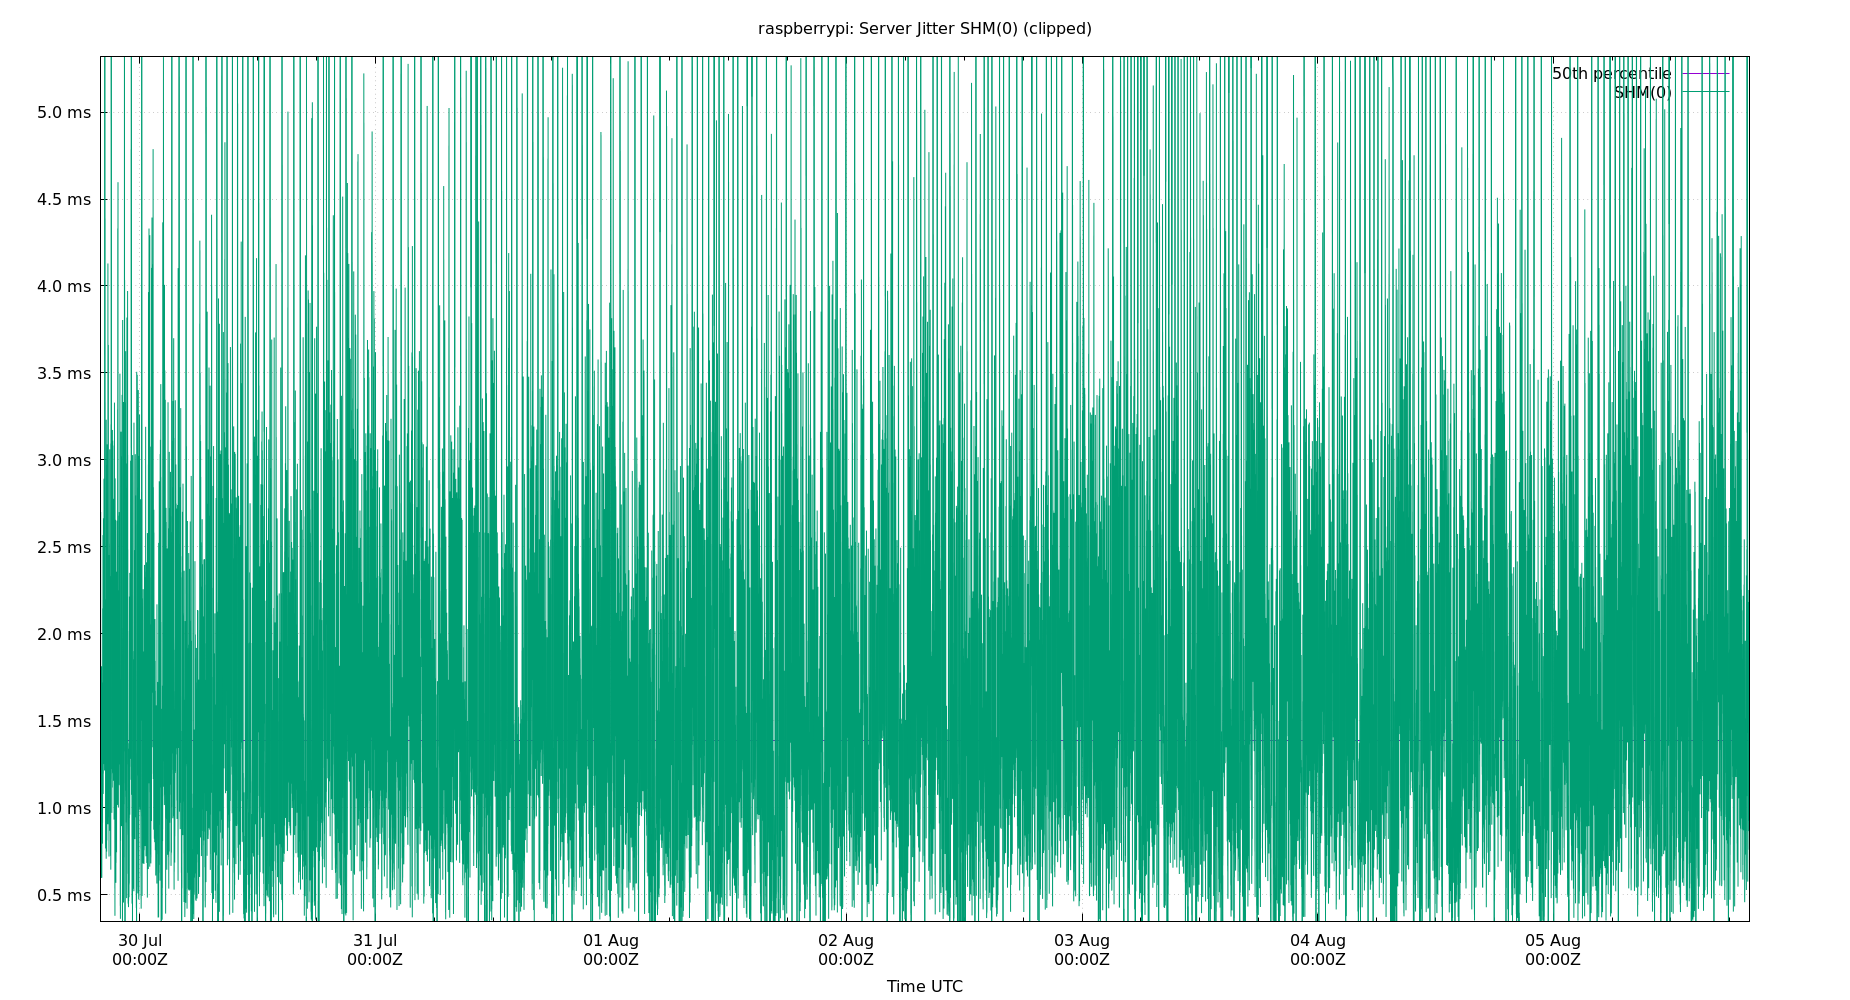 raspberrypi: Server Jitter SHM(0) (clipped)
50th percentile
SHM(0)
5.0 ms
4.5 ms
4.0 ms
3.5 ms
3.0 ms
2.5 ms
2.0 ms
1.5 ms
1.0 ms
0.5 ms
30 Jul 31 Jul 01 Aug 02 Aug 03 Aug 04 Aug 05 Aug
00:00Z 00:00Z 00:00Z 00:00Z 00:00Z 00:00Z 00:00Z
Time UTC